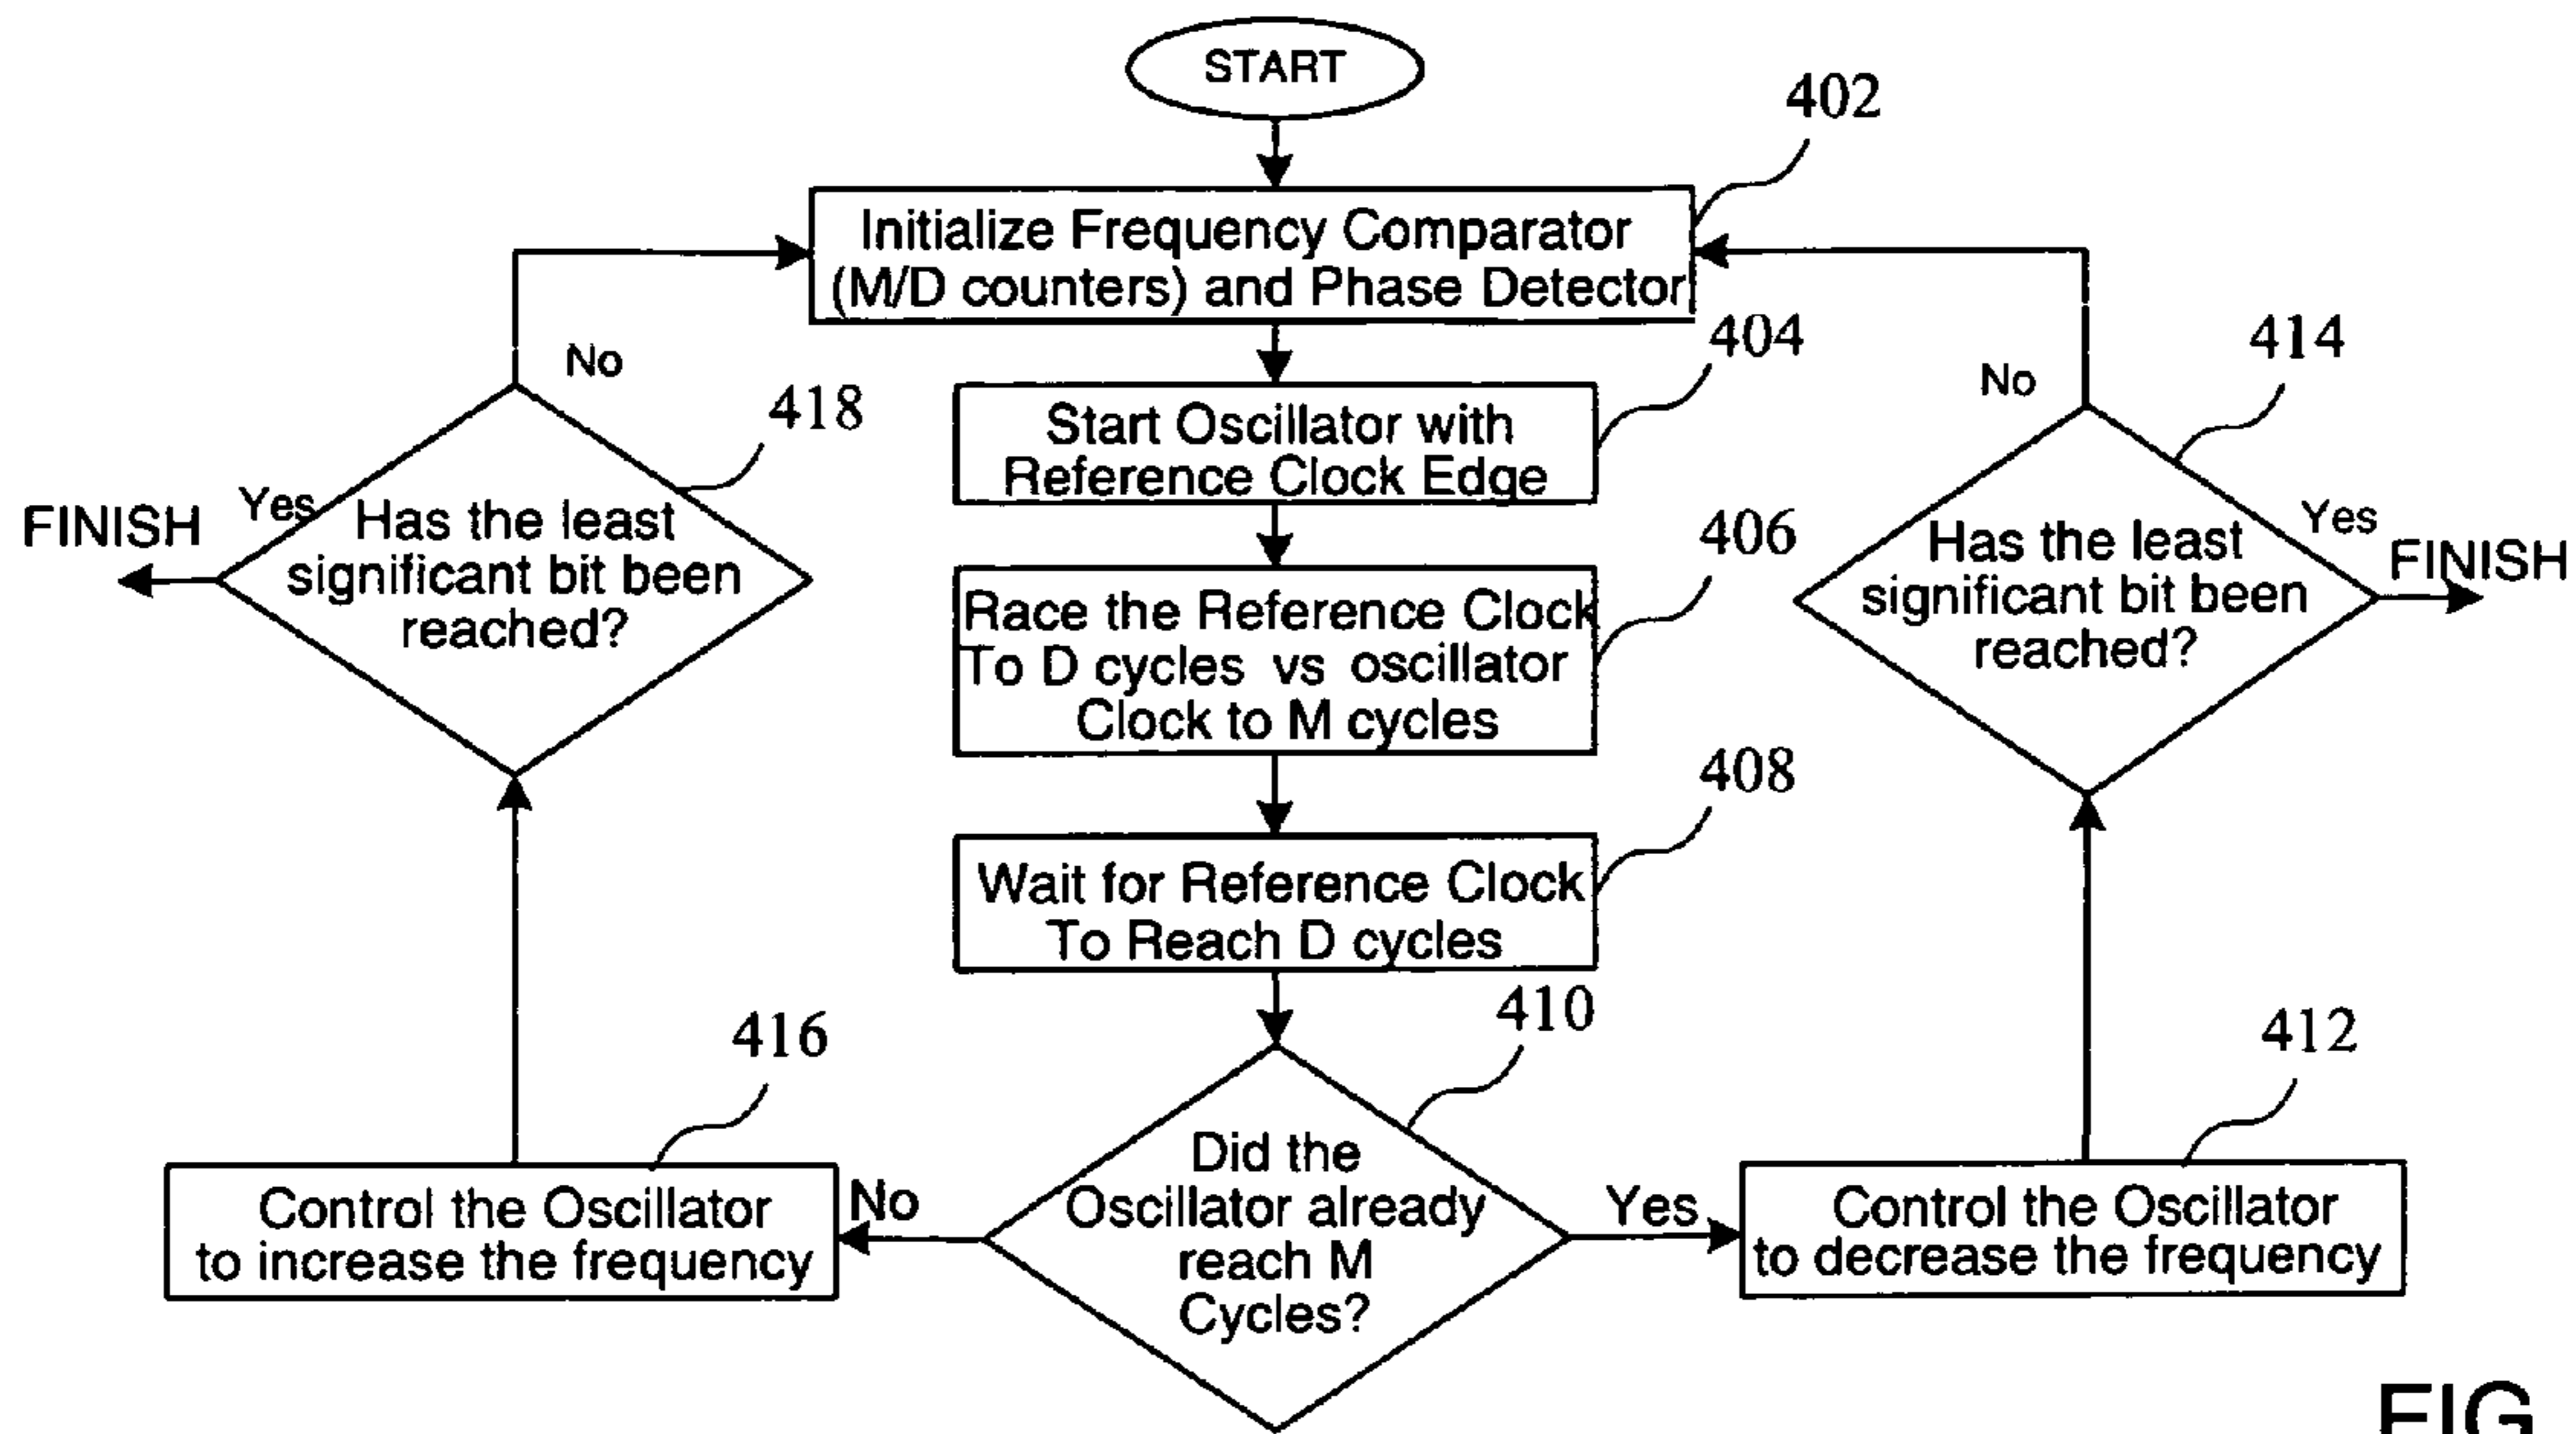 START
402
Initialize Frequency Comparator
(M/D counters) and Phase Detector
404
Start Oscillator with
Reference Clock Edge
406
Race the Reference Clock
To D cycles vs oscillator
Clock to M cycles
408
Wait for Reference Clock
To Reach D cycles
410
Did the
Oscillator already
reach M
Cycles?
No
Yes
416
Control the Oscillator
to increase the frequency
418
Has the least
significant bit been
reached?
No
Yes
FINISH
412
Control the Oscillator
to decrease the frequency
414
Has the least
significant bit been
reached?
No
Yes
FINISH
FIG